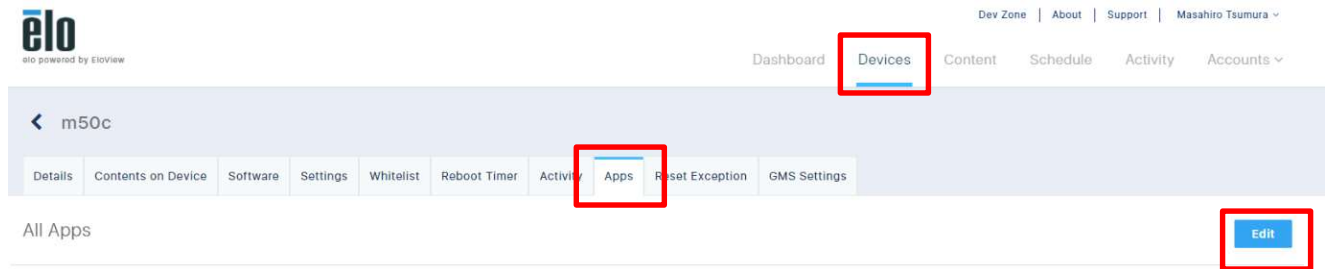 Dev Zone | About | Support | Masahiro Tsumura
elo
elo powered by EloView
Dashboard Devices Content Schedule Activity Accounts
m50c
Details Contents on Device Software Settings Whitelist Reboot Timer Activity Apps Reset Exception GMS Settings
All Apps Edit